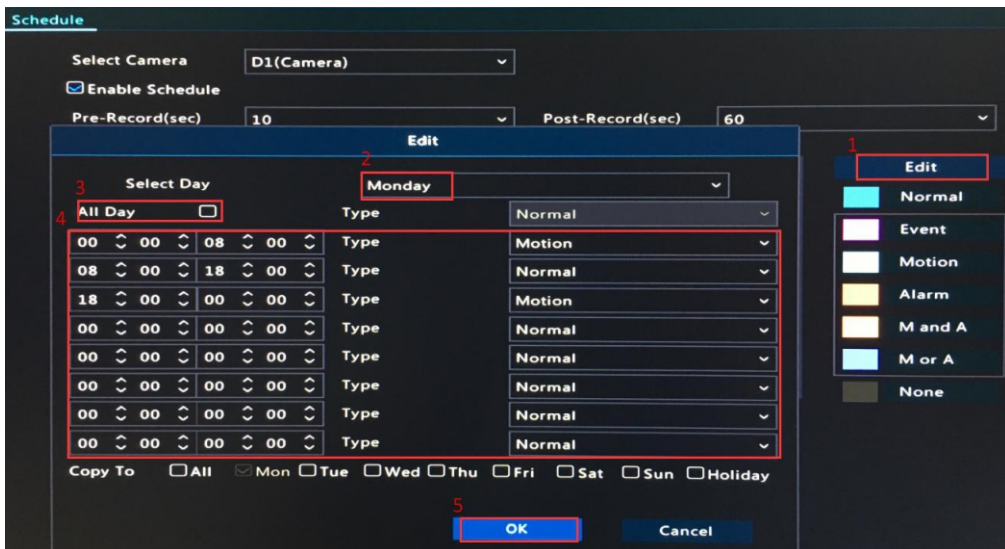 Schedule
Select Camera D1(Camera)
Enable Schedule
Pre-Record(sec) 10 Post-Record(sec) 60
Edit
1
Edit
2
3 Select Day Monday
Normal
4 All Day Type Normal
Event
00 00 08 00 Type Motion
Motion
08 00 18 00 Type Normal
Alarm
18 00 00 00 Type Motion
M and A
00 00 00 00 Type Normal
M or A
00 00 00 00 Type Normal
None
00 00 00 00 Type Normal
00 00 00 00 Type Normal
00 00 00 00 Type Normal
Copy To All Mon Tue Wed Thu Fri Sat Sun Holiday
5
OK Cancel